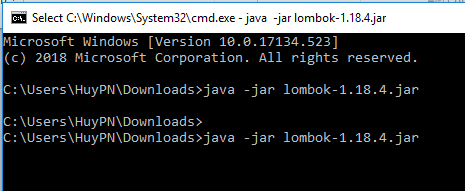 Select C:\Windows\System32\cmd.exe - java -jar lombok-1.18.4.jar
Microsoft Windows [Version 10.0.17134.523]
(c) 2018 Microsoft Corporation. All rights reserved.
C:\Users\HuyPN\Downloads>java -jar lombok-1.18.4.jar
C:\Users\HuyPN\Downloads>
C:\Users\HuyPN\Downloads>java -jar lombok-1.18.4.jar